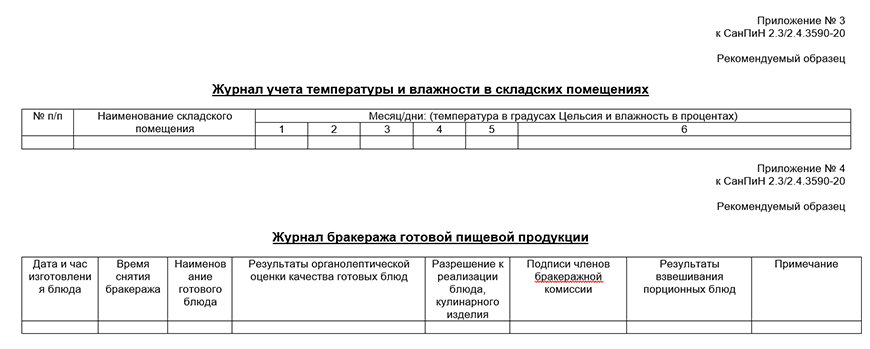 Приложение № 3
к СанПиН 2.3/2.4.3590-20
Рекомендуемый образец
Журнал учета температуры и влажности в складских помещениях
№ п/п Наименование складского Месяц/дни: (температура в градусах Цельсия и влажность в процентах)
помещения 1 2 3 4 5 6
Приложение № 4
к СанПиН 2.3/2.4.3590-20
Рекомендуемый образец
Журнал бракеража готовой пищевой продукции
Дата и час Время Наименов Результаты органолептической Разрешение к Подписи членов Результаты Примечание
изготовлени снятия ание оценки качества готовых блюд реализации бракеражной взвешивания
я блюда бракеража готового блюда, комиссии порционных блюд
блюда кулинарного
изделия